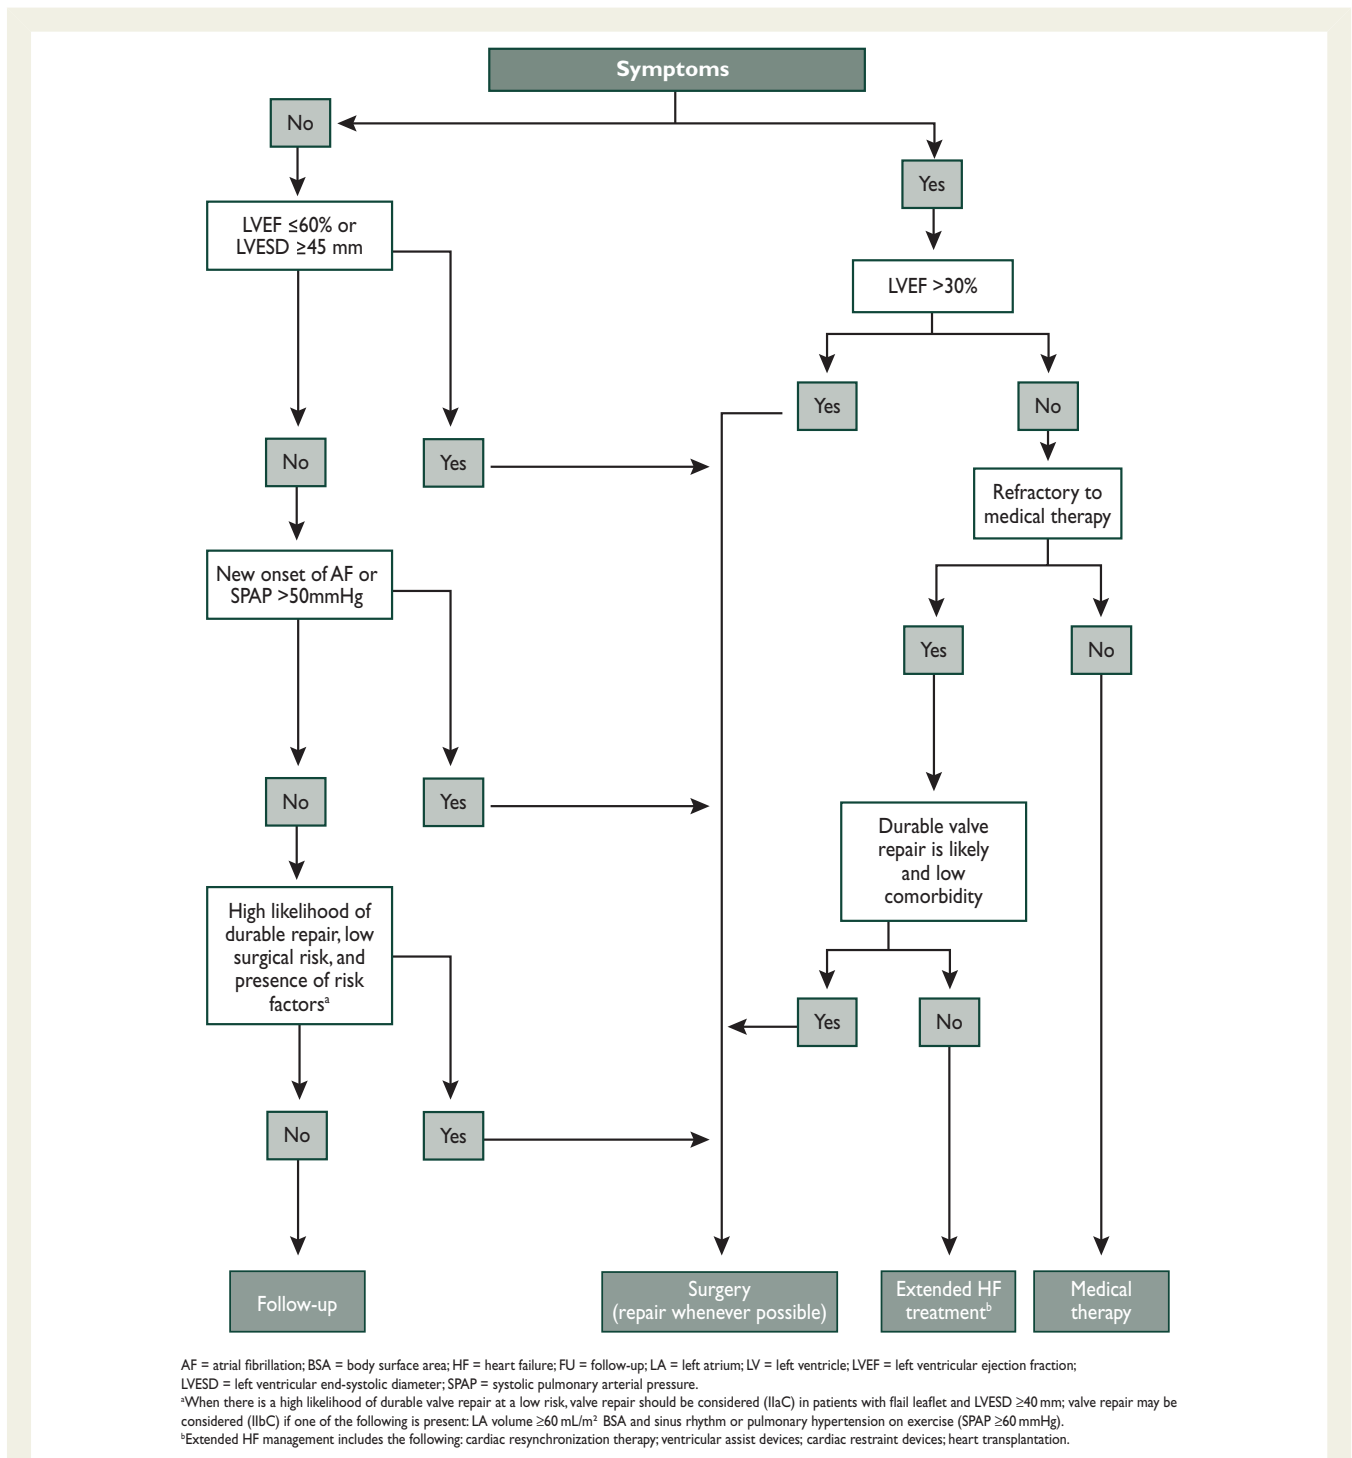 Symptoms
No
Yes
LVEF ≤60% or
LVESD ≥45 mm
LVEF >30%
Yes
No
No
Yes
Refractory to
medical therapy
New onset of AF or
SPAP >50mmHg
Yes
No
No
Yes
Durable valve
repair is likely
and low
comorbidity
High likelihood of
durable repair, low
surgical risk, and
presence of risk
factorsᵃ
Yes
No
No
Yes
Follow-up
Surgery
(repair whenever possible)
Extended HF
treatmentᵇ
Medical
therapy
AF = atrial fibrillation; BSA = body surface area; HF = heart failure; FU = follow-up; LA = left atrium; LV = left ventricle; LVEF = left ventricular ejection fraction;
LVESD = left ventricular end-systolic diameter; SPAP = systolic pulmonary arterial pressure.
ᵃWhen there is a high likelihood of durable valve repair at a low risk, valve repair should be considered (IIaC) in patients with flail leaflet and LVESD ≥40 mm; valve repair may be
considered (IIbC) if one of the following is present: LA volume ≥60 mL/m² BSA and sinus rhythm or pulmonary hypertension on exercise (SPAP ≥60 mmHg).
ᵇExtended HF management includes the following: cardiac resynchronization therapy; ventricular assist devices; cardiac restraint devices; heart transplantation.